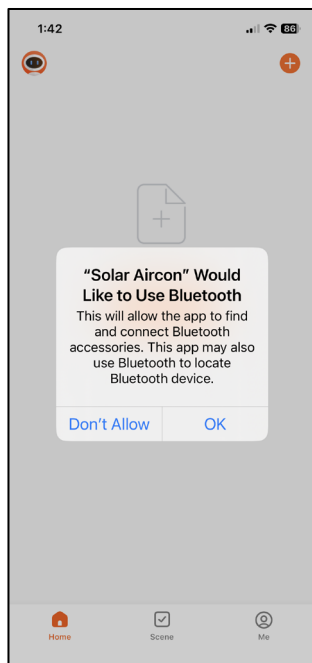 1:42
86
“Solar Aircon” Would
Like to Use Bluetooth
This will allow the app to find
and connect Bluetooth
accessories. This app may also
use Bluetooth to locate
Bluetooth device.
Don’t Allow OK
Home Scene Me